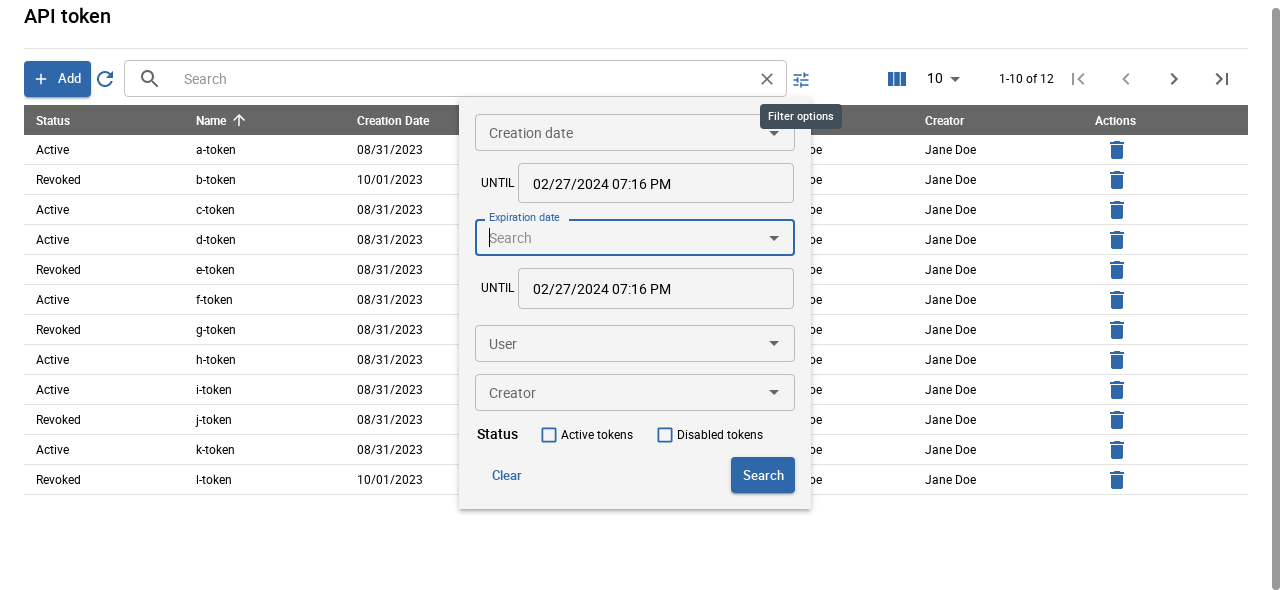 API token
Add Search 10 1-10 of 12
Filter options
Status Name Creation Date Creator Actions
Creation date
Active a-token 08/31/2023 Jane Doe
Revoked b-token 10/01/2023 UNTIL 02/27/2024 07:16 PM oe Jane Doe
Active c-token 08/31/2023 Expiration date oe Jane Doe
Active d-token 08/31/2023 Search oe Jane Doe
Revoked e-token 08/31/2023 oe Jane Doe
Active f-token 08/31/2023 UNTIL 02/27/2024 07:16 PM oe Jane Doe
Revoked g-token 08/31/2023 User oe Jane Doe
Active h-token 08/31/2023 oe Jane Doe
Active i-token 08/31/2023 Creator oe Jane Doe
Revoked j-token 08/31/2023 oe Jane Doe
Active k-token 08/31/2023 Status Active tokens Disabled tokens oe Jane Doe
Revoked l-token 10/01/2023 Clear Search oe Jane Doe